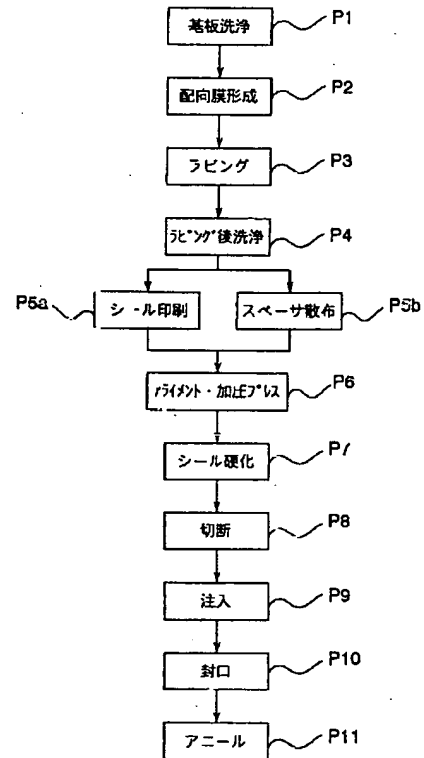 基板洗浄 P1
配向膜形成 P2
ラビング P3
ﾗﾋﾞﾝｸﾞ後洗浄 P4
P5a シール印刷 スペーサ散布 P5b
ｱﾗｲﾒﾝﾄ・加圧ﾌﾟﾚｽ P6
シール硬化 P7
切断 P8
注入 P9
封口 P10
アニール P11